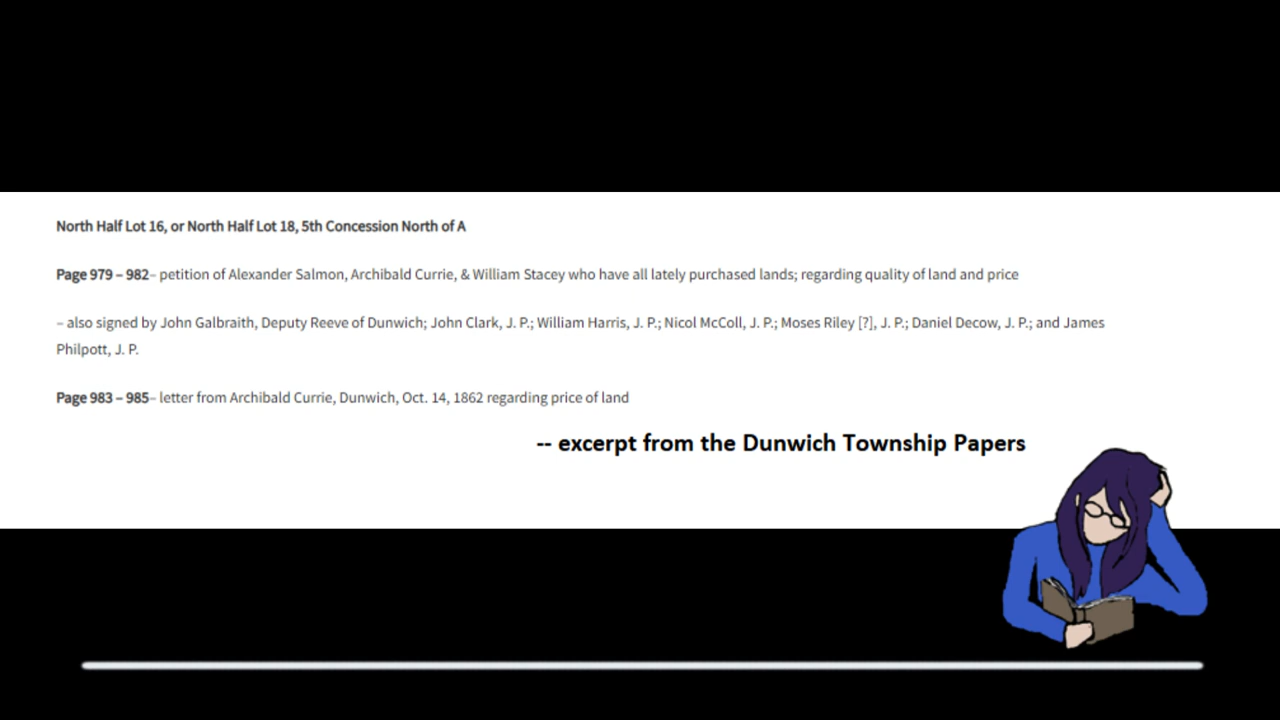 North Half Lot 16, or North Half Lot 18, 5th Concession North of A
Page 979 – 982– petition of Alexander Salmon, Archibald Currie, & William Stacey who have all lately purchased lands; regarding quality of land and price
– also signed by John Galbraith, Deputy Reeve of Dunwich; John Clark, J. P.; William Harris, J. P.; Nicol McColl, J. P.; Moses Riley [?], J. P.; Daniel Decow, J. P.; and James
Philpott, J. P.
Page 983 – 985– letter from Archibald Currie, Dunwich, Oct. 14, 1862 regarding price of land
-- excerpt from the Dunwich Township Papers